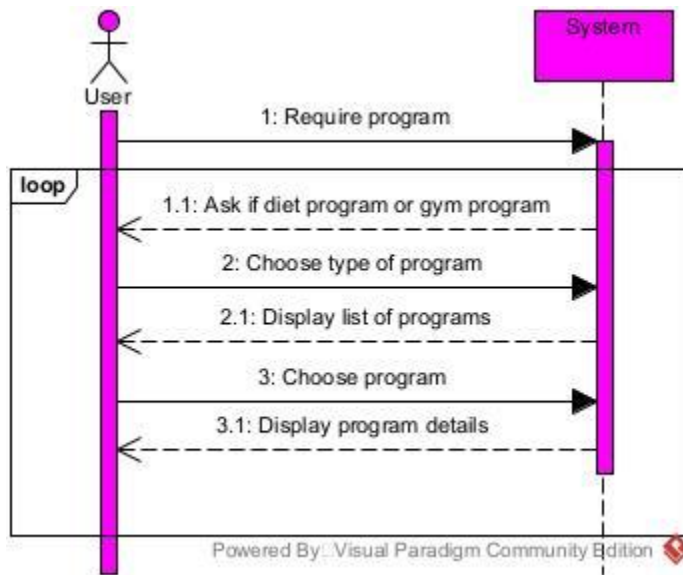 System
User
1: Require program
loop
1.1: Ask if diet program or gym program
2: Choose type of program
2.1: Display list of programs
3: Choose program
3.1: Display program details
Powered By: Visual Paradigm Community Edition